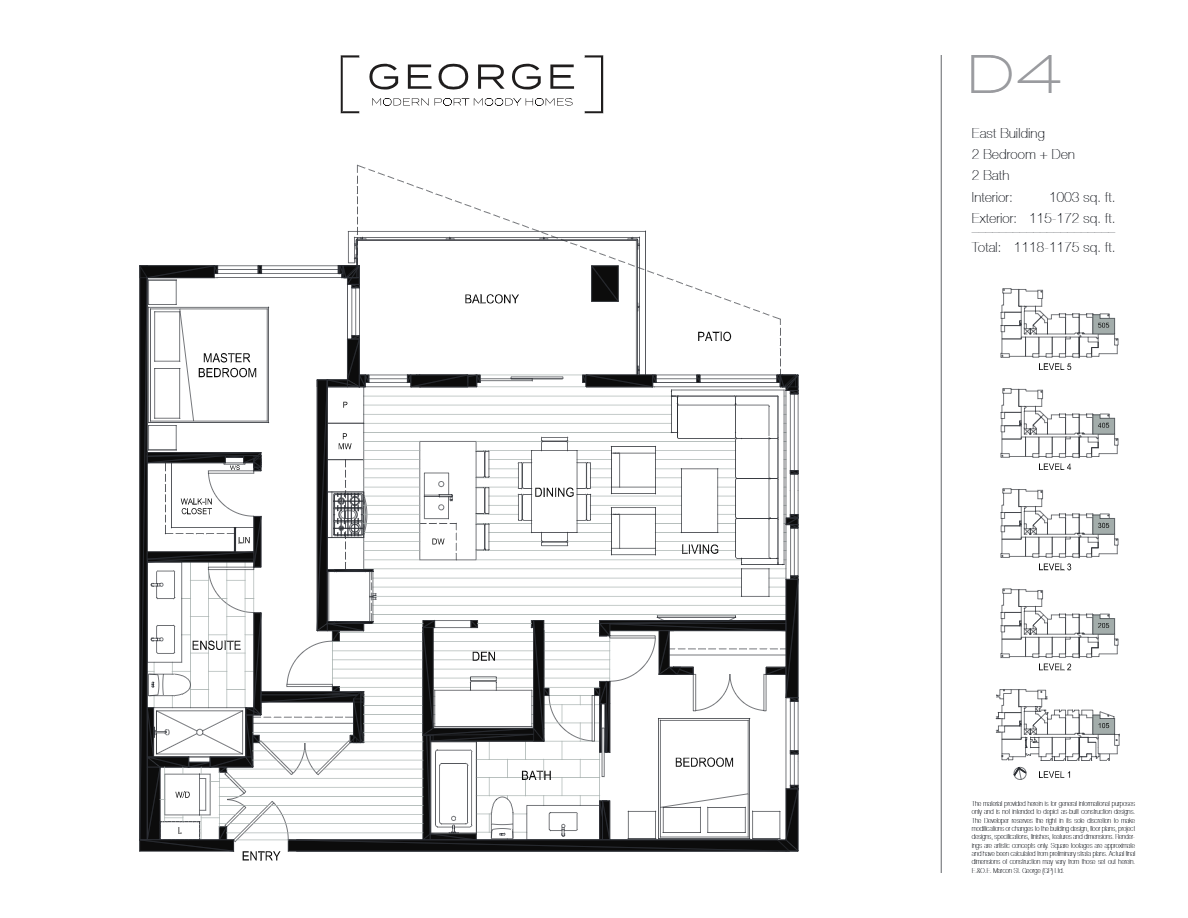 GEORGE
MODERN PORT MOODY HOMES
D4
East Building
2 Bedroom + Den
2 Bath
Interior: 1003 sq. ft.
Exterior: 115-172 sq. ft.
Total: 1118-1175 sq. ft.
BALCONY
PATIO
MASTER
BEDROOM
P
P
MW
WS
WALK-IN
CLOSET
LIN
DW
DINING
LIVING
ENSUITE
DEN
BATH
BEDROOM
W/D
L
ENTRY
505
LEVEL 5
405
LEVEL 4
305
LEVEL 3
205
LEVEL 2
105
LEVEL 1
The material provided herein is for general informational purposes
only and is not intended to depict as-built construction designs.
The Developer reserves the right in its sole discretion to make
modifications or changes to the building design, floor plans, project
designs, specifications, finishes, features and dimensions. Render-
ings are artistic concepts only. Square footages are approximate
and have been calculated from preliminary strata plans. Actual final
dimensions of construction may vary from those set out herein.
E.&O.E. Marcon St. George (GP) Ltd.